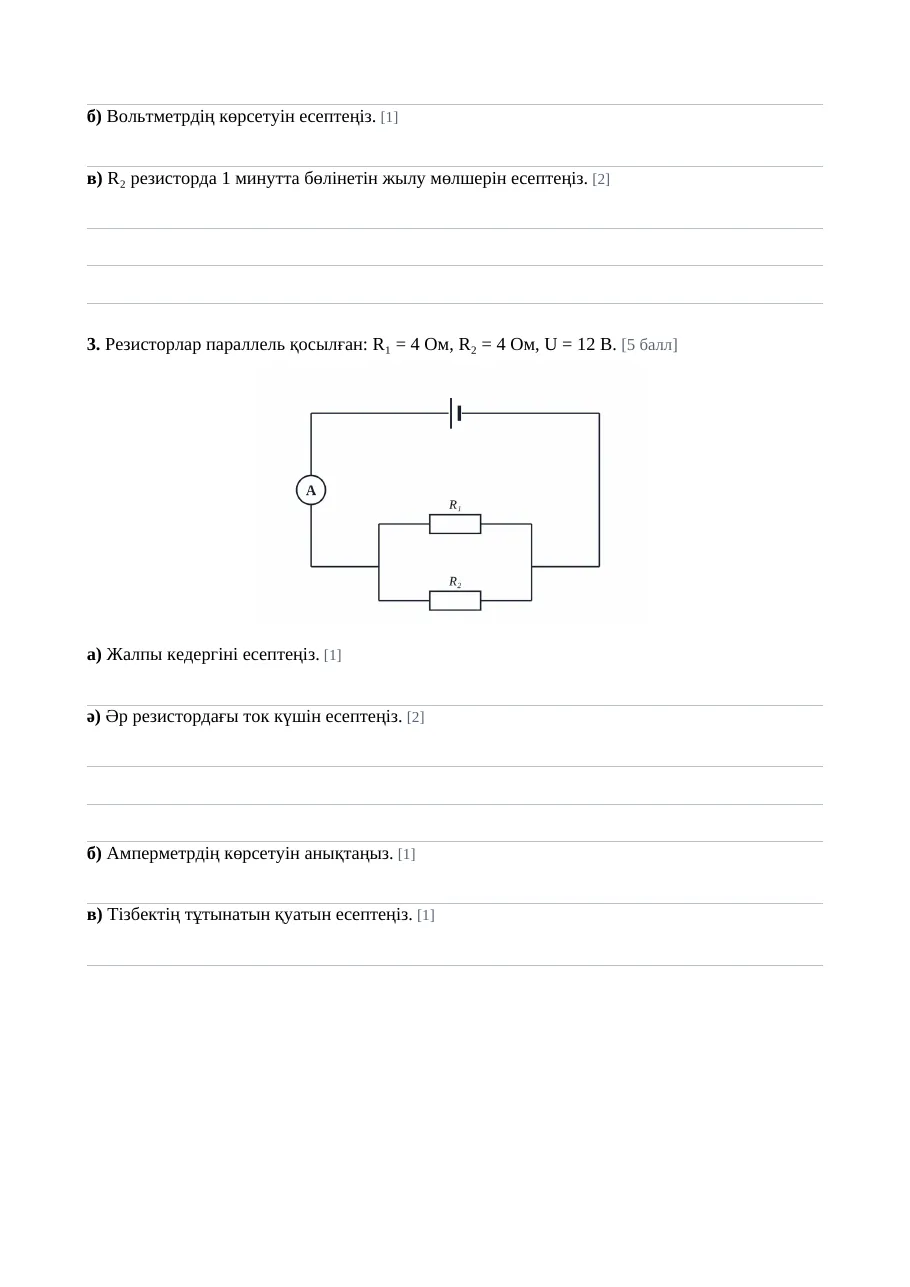 б) Вольтметрдің көрсетуін есептеңіз. [1]
в) R₂ резисторда 1 минутта бөлінетін жылу мөлшерін есептеңіз. [2]
3. Резисторлар параллель қосылған: R₁ = 4 Ом, R₂ = 4 Ом, U = 12 В. [5 балл]
A
R₁
R₂
а) Жалпы кедергіні есептеңіз. [1]
ә) Әр резистордағы ток күшін есептеңіз. [2]
б) Амперметрдің көрсетуін анықтаңыз. [1]
в) Тізбектің тұтынатын қуатын есептеңіз. [1]